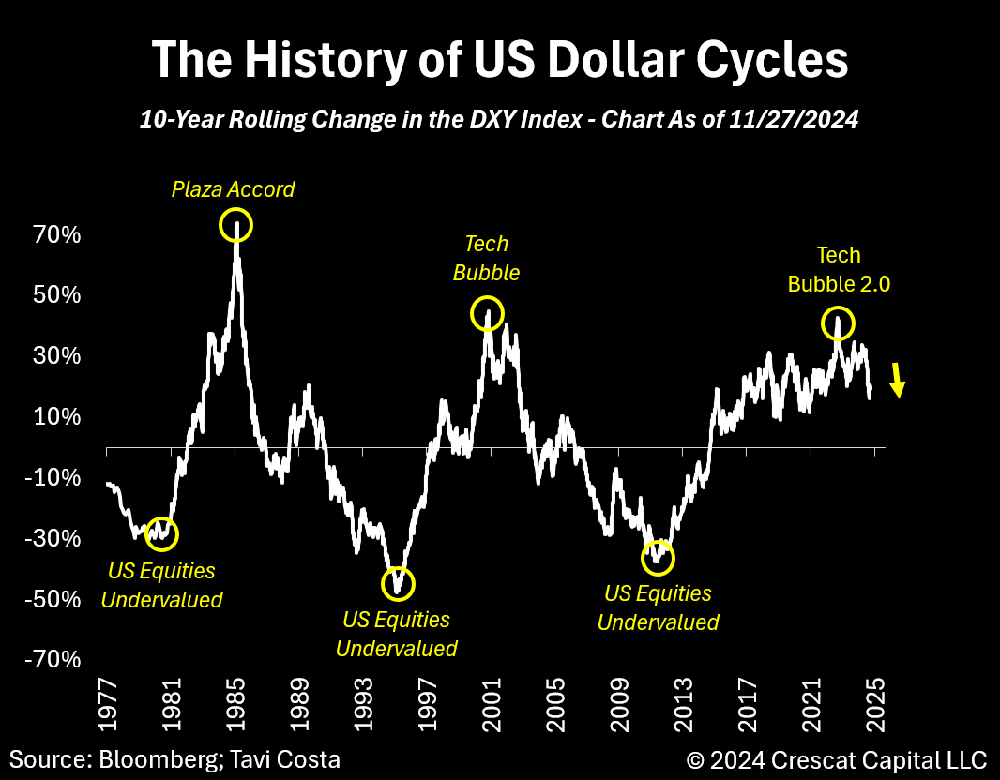 The History of US Dollar Cycles
10-Year Rolling Change in the DXY Index - Chart As of 11/27/2024
Plaza Accord
Tech
Bubble
Tech
Bubble 2.0
70%
50%
30%
10%
-10%
-30%
-50%
-70%
US Equities
Undervalued
US Equities
Undervalued
US Equities
Undervalued
1977
1981
1985
1989
1993
1997
2001
2005
2009
2013
2017
2021
2025
Source: Bloomberg; Tavi Costa
© 2024 Crescat Capital LLC